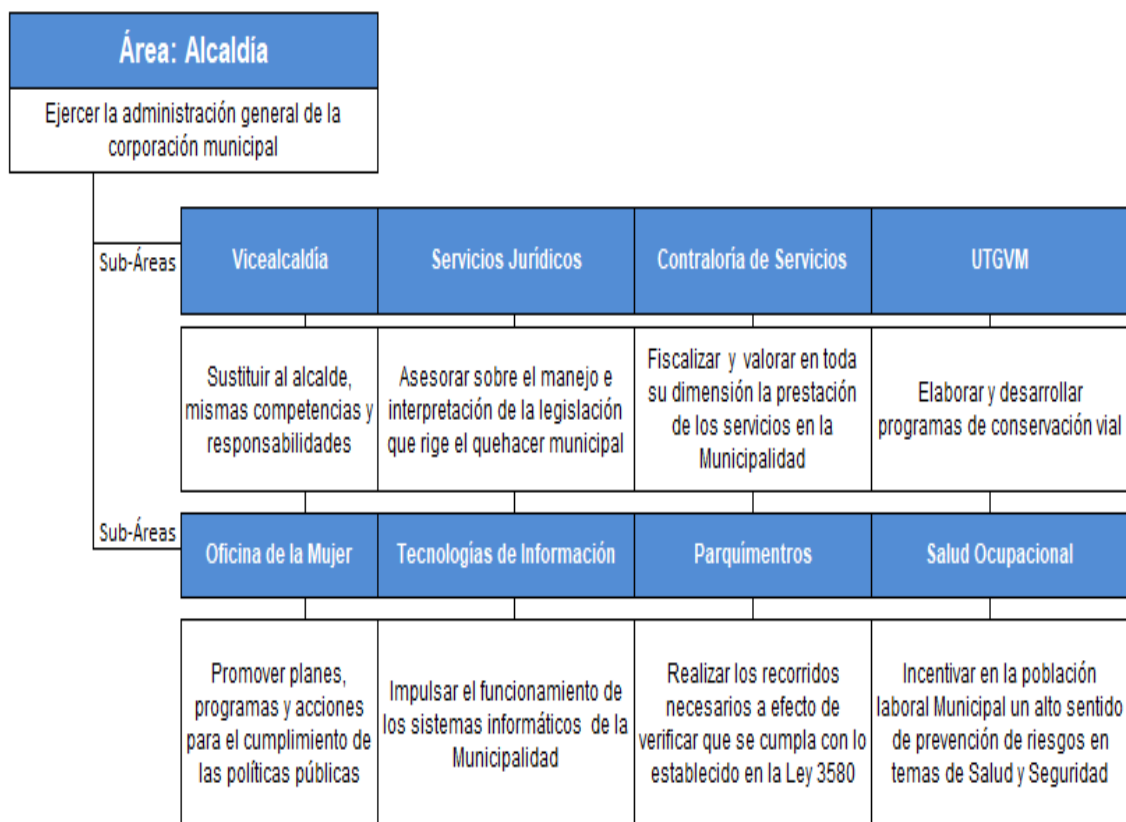 Área: Alcaldía
Ejercer la administración general de la
corporación municipal
Sub-Áreas
Vicealcaldía
Servicios Jurídicos
Contraloría de Servicios
UTGVM
Sustituir al alcalde,
mismas competencias y
responsabilidades
Asesorar sobre el manejo e
interpretación de la legislación
que rige el quehacer municipal
Fiscalizar y valorar en toda
su dimensión la prestación
de los servicios en la
Municipalidad
Elaborar y desarrollar
programas de conservación vial
Sub-Áreas
Oficina de la Mujer
Tecnologías de Información
Parquímentros
Salud Ocupacional
Promover planes,
programas y acciones
para el cumplimiento de
las políticas públicas
Impulsar el funcionamiento de
los sistemas informáticos de la
Municipalidad
Realizar los recorridos
necesarios a efecto de
verificar que se cumpla con lo
establecido en la Ley 3580
Incentivar en la población
laboral Municipal un alto sentido
de prevención de riesgos en
temas de Salud y Seguridad